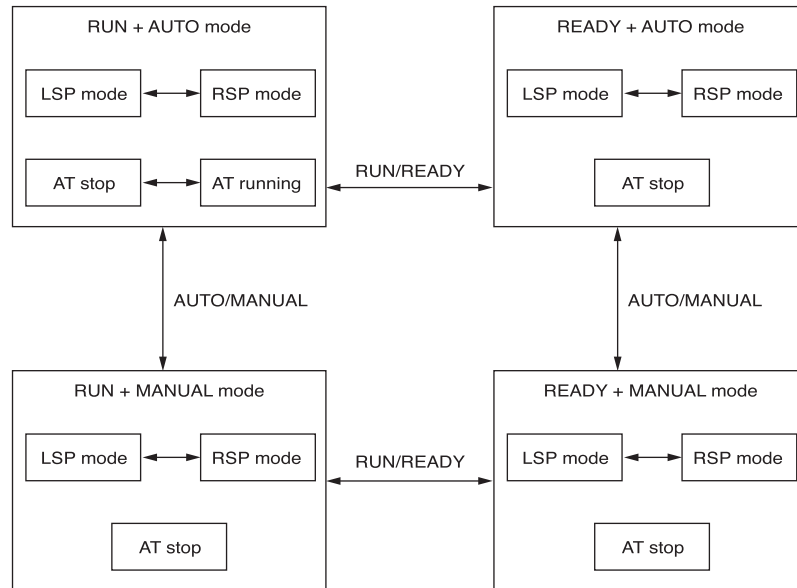 RUN + AUTO mode
LSP mode
RSP mode
AT stop
AT running
RUN/READY
READY + AUTO mode
LSP mode
RSP mode
AT stop
AUTO/MANUAL
AUTO/MANUAL
RUN + MANUAL mode
LSP mode
RSP mode
AT stop
RUN/READY
READY + MANUAL mode
LSP mode
RSP mode
AT stop